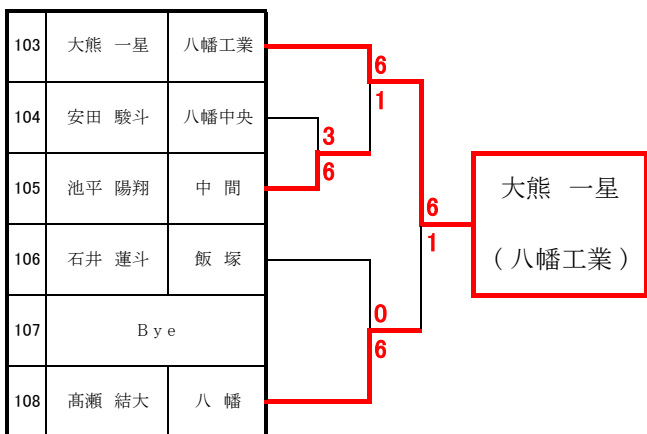 103 大熊 一星 八幡工業
104 安田 駿斗 八幡中央
105 池平 陽翔 中 間
106 石井 蓮斗 飯 塚
107 Bye
108 髙瀬 結大 八 幡
6
1
3
6
0
6
6
1
大熊 一星
(八幡工業)